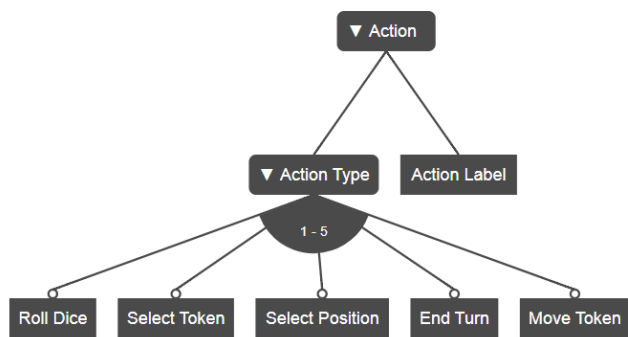 ▼ Action
▼ Action Type
Action Label
1 - 5
Roll Dice
Select Token
Select Position
End Turn
Move Token